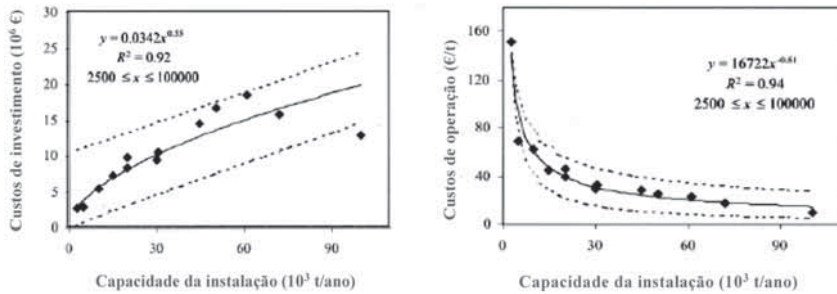 Custos de investimento (10⁶ €)
30
25
20
15
10
5
0
y = 0.0342x⁰·⁵⁵
R² = 0.92
2500 ≤ x ≤ 100000
0
30
60
90
Capacidade da instalação (10³ t/ano)
Custos de operação (€/t)
160
120
80
40
0
y = 16722x⁻⁰·⁶¹
R² = 0.94
2500 ≤ x ≤ 100000
0
30
60
90
Capacidade da instalação (10³ t/ano)